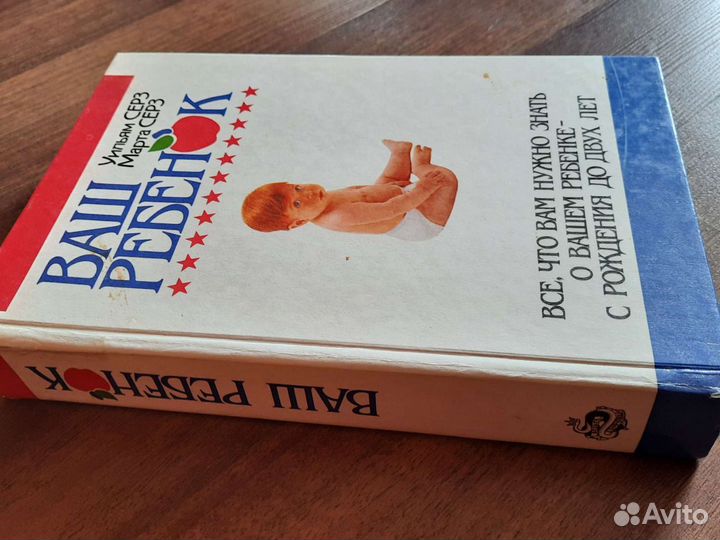 Уильям СЕРЗ
Марта СЕРЗ
ВАШ
РЕБЕНОК
ВСЕ, ЧТО ВАМ НУЖНО ЗНАТЬ
О ВАШЕМ РЕБЕНКЕ -
С РОЖДЕНИЯ ДО ДВУХ ЛЕТ
ВАШ РЕБЕНОК
Avito